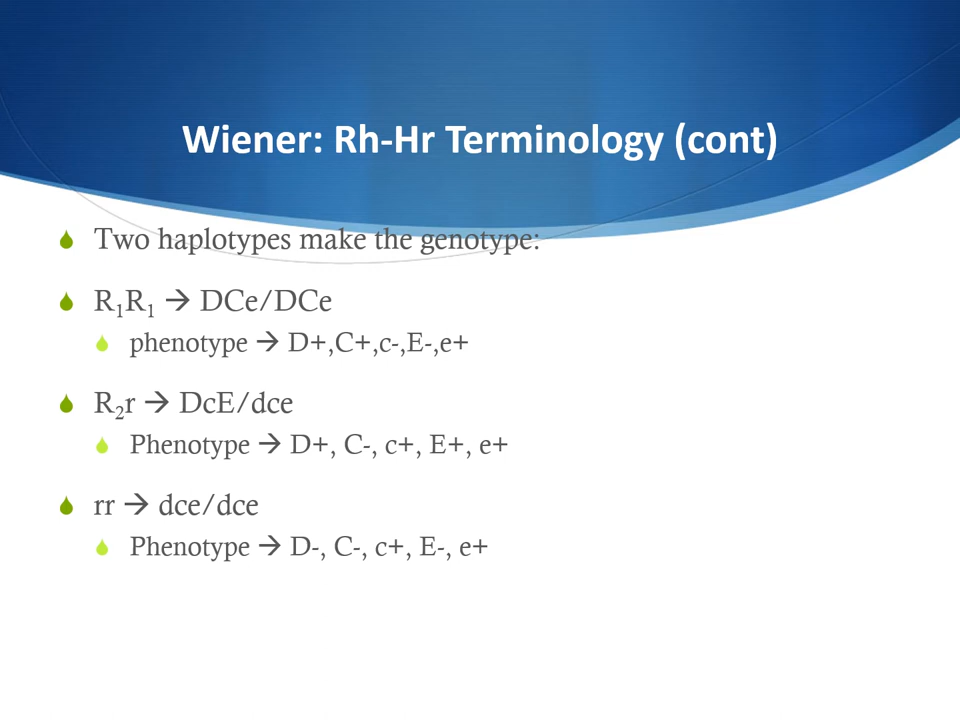 Wiener: Rh-Hr Terminology (cont)
Two haplotypes make the genotype:
R₁R₁ → DCe/DCe
phenotype → D+,C+,c-,E-,e+
R₂r → DcE/dce
Phenotype → D+, C-, c+, E+, e+
rr → dce/dce
Phenotype → D-, C-, c+, E-, e+